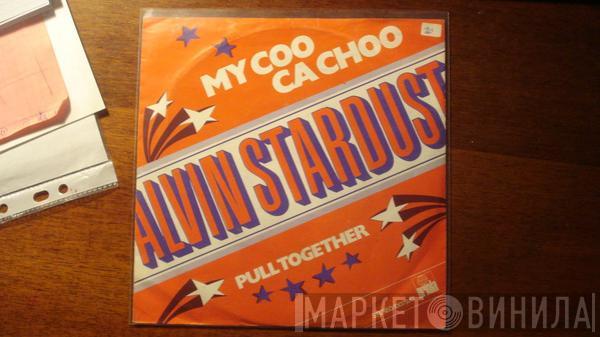 MY COO
CA CHOO
ALVIN STARDUST
PULL TOGETHER
МАРКЕТ ВИНИЛА